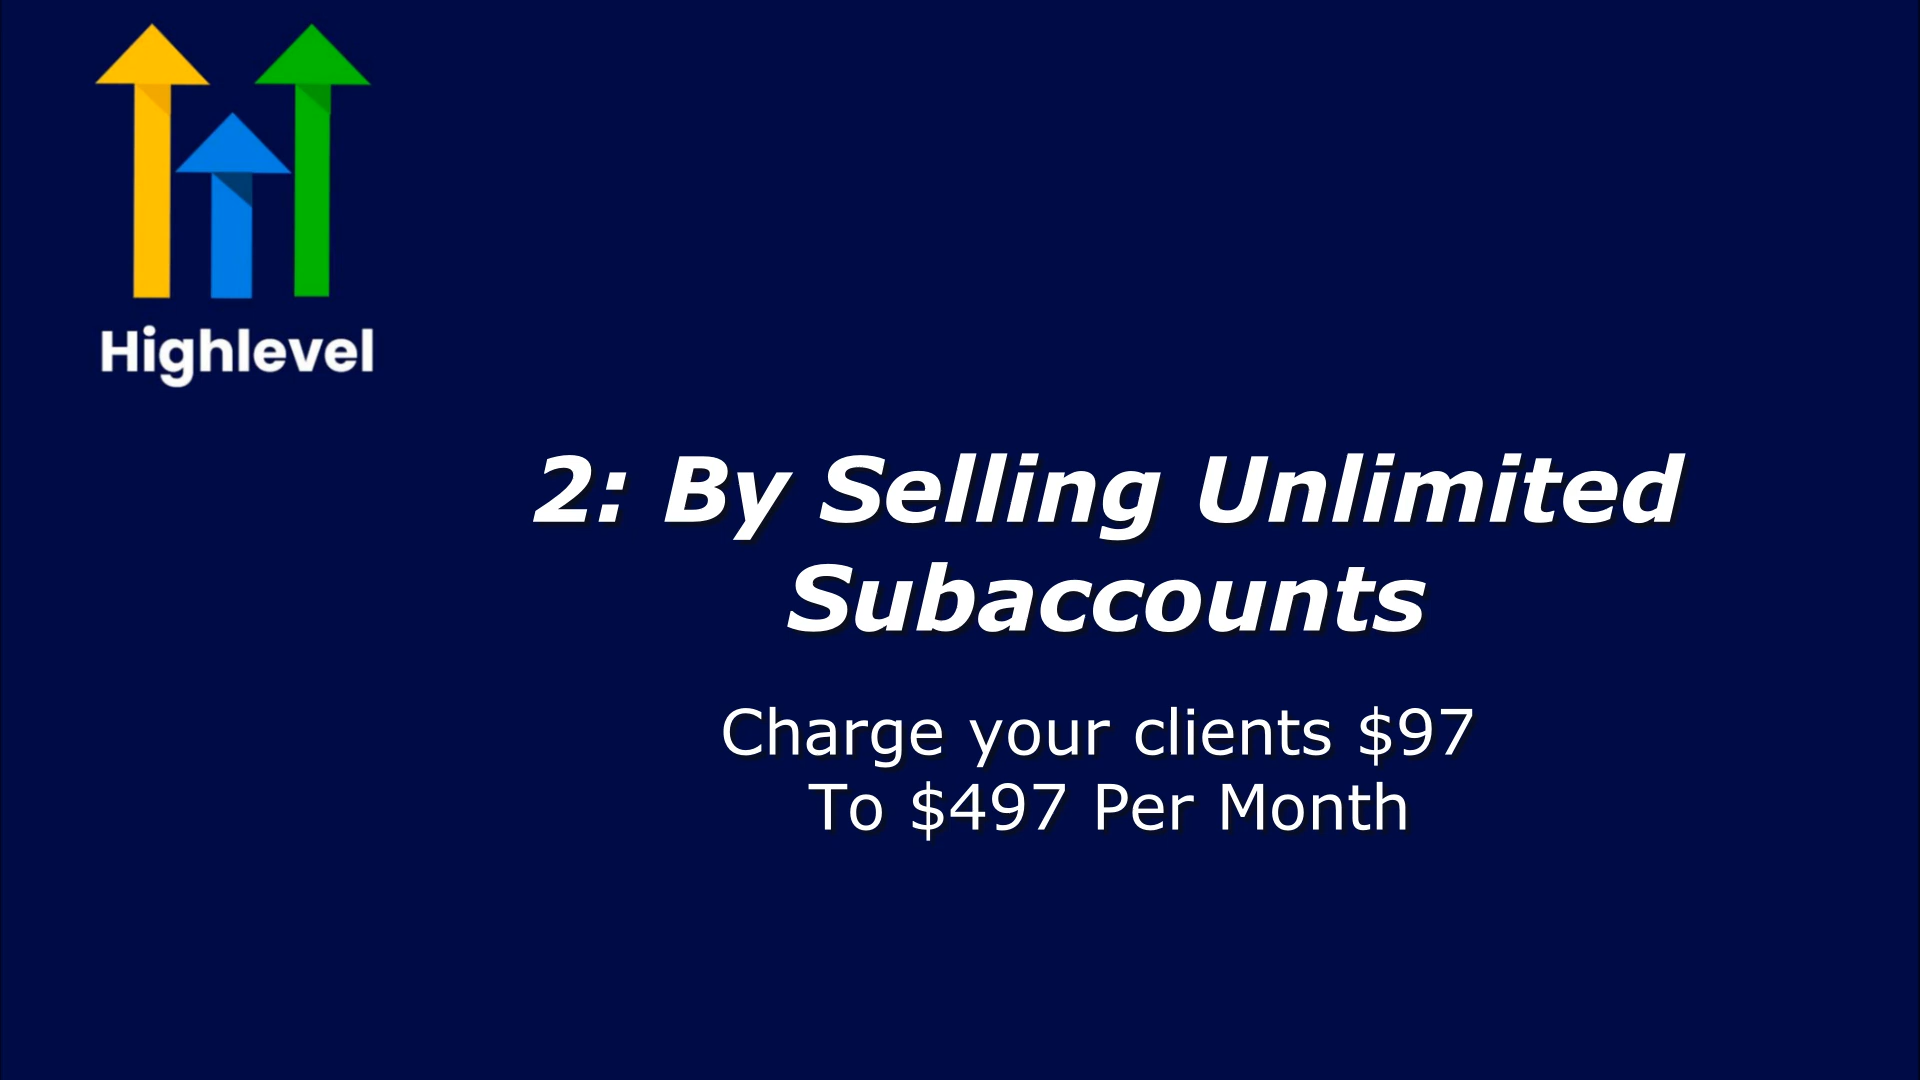 Highlevel
2: By Selling Unlimited
Subaccounts
Charge your clients $97
To $497 Per Month